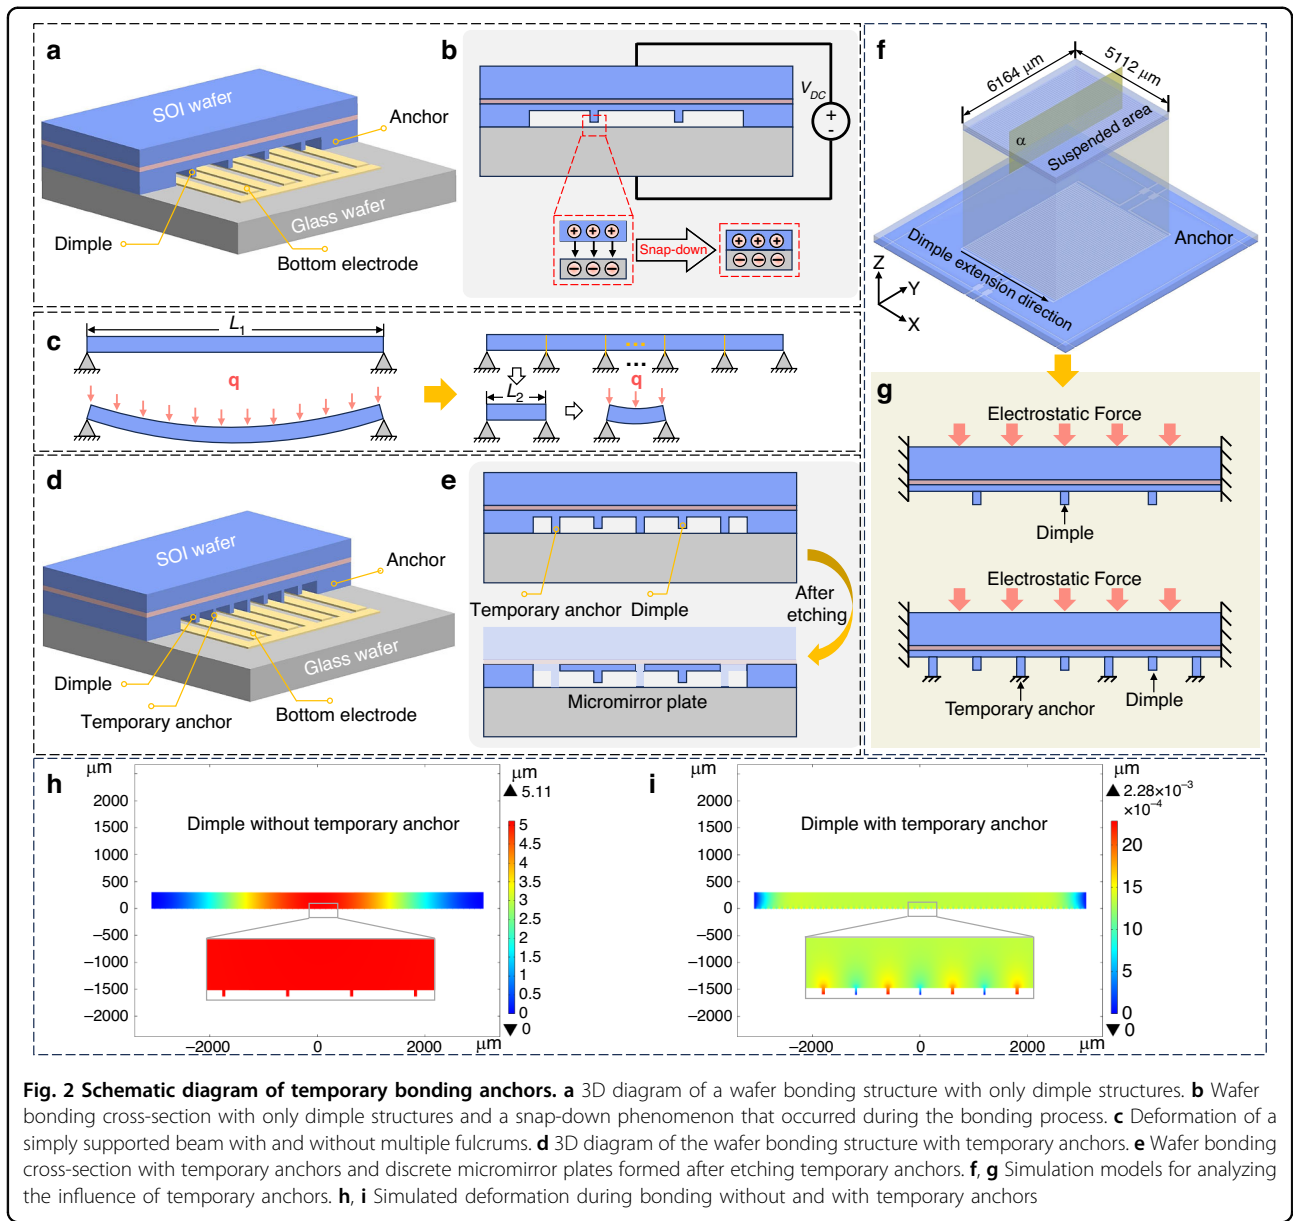 a
SOI wafer
Anchor
Glass wafer
Dimple
Bottom electrode
b
V_DC
+
-
+ + +
− − −
Snap-down
+ + +
− − −
c
L1
q
...
...
L2
q
d
SOI wafer
Anchor
Glass wafer
Dimple
Temporary anchor
Bottom electrode
e
Temporary anchor
Dimple
After
etching
Micromirror plate
f
6164 μm
5112 μm
α
Suspended area
Anchor
Dimple extension direction
Z
Y
X
g
Electrostatic Force
Dimple
Electrostatic Force
Temporary anchor
Dimple
h
μm
2000
1500
1000
500
0
−500
−1000
−1500
−2000
Dimple without temporary anchor
−2000
0
2000
μm
μm
▲ 5.11
5
4.5
4
3.5
3
2.5
2
1.5
1
0.5
0
▼ 0
i
μm
2000
1500
1000
500
0
−500
−1000
−1500
−2000
Dimple with temporary anchor
−2000
0
2000
μm
μm
▲ 2.28×10⁻³
×10⁻⁴
20
15
10
5
0
▼ 0
Fig. 2 Schematic diagram of temporary bonding anchors. a 3D diagram of a wafer bonding structure with only dimple structures. b Wafer
bonding cross-section with only dimple structures and a snap-down phenomenon that occurred during the bonding process. c Deformation of a
simply supported beam with and without multiple fulcrums. d 3D diagram of the wafer bonding structure with temporary anchors. e Wafer bonding
cross-section with temporary anchors and discrete micromirror plates formed after etching temporary anchors. f, g Simulation models for analyzing
the influence of temporary anchors. h, i Simulated deformation during bonding without and with temporary anchors